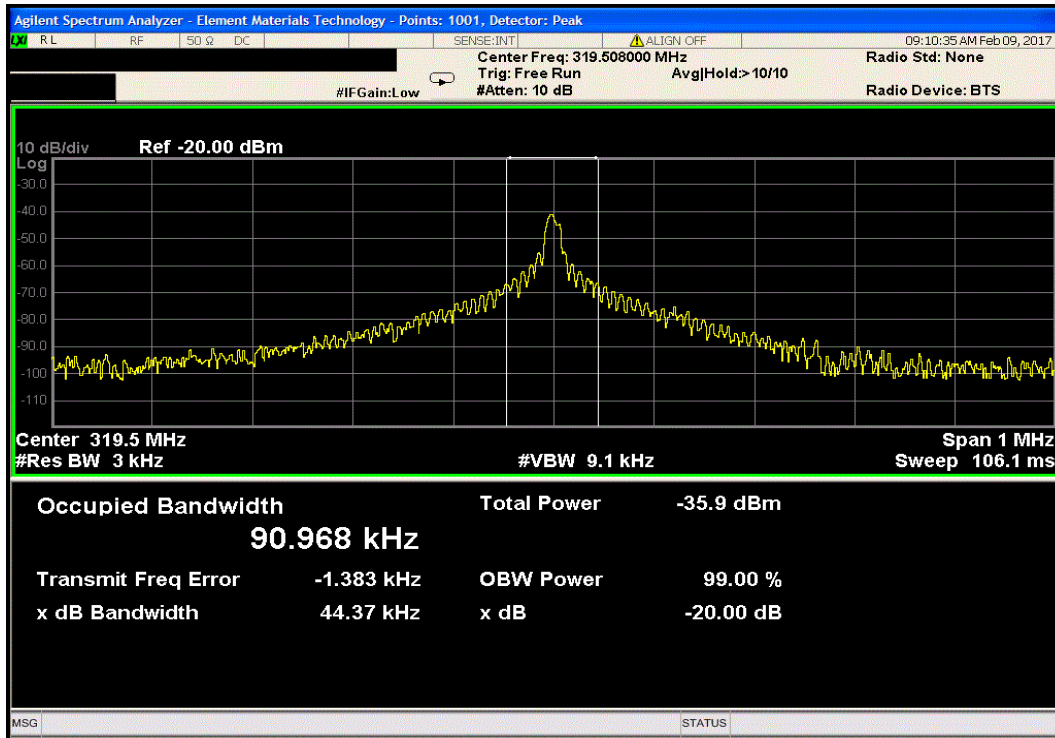 Agilent Spectrum Analyzer - Element Materials Technology - Points: 1001, Detector: Peak
LXI RL RF 50 Ω DC SENSE:INT ALIGN OFF 09:10:35 AM Feb 09, 2017
Center Freq: 319.508000 MHz Radio Std: None
Trig: Free Run Avg|Hold:>10/10
#IFGain:Low #Atten: 10 dB Radio Device: BTS
10 dB/div Ref -20.00 dBm
Log
-30.0
-40.0
-50.0
-60.0
-70.0
-80.0
-90.0
-100
-110
Center 319.5 MHz Span 1 MHz
#Res BW 3 kHz #VBW 9.1 kHz Sweep 106.1 ms
Occupied Bandwidth Total Power -35.9 dBm
90.968 kHz
Transmit Freq Error -1.383 kHz OBW Power 99.00 %
x dB Bandwidth 44.37 kHz x dB -20.00 dB
MSG STATUS